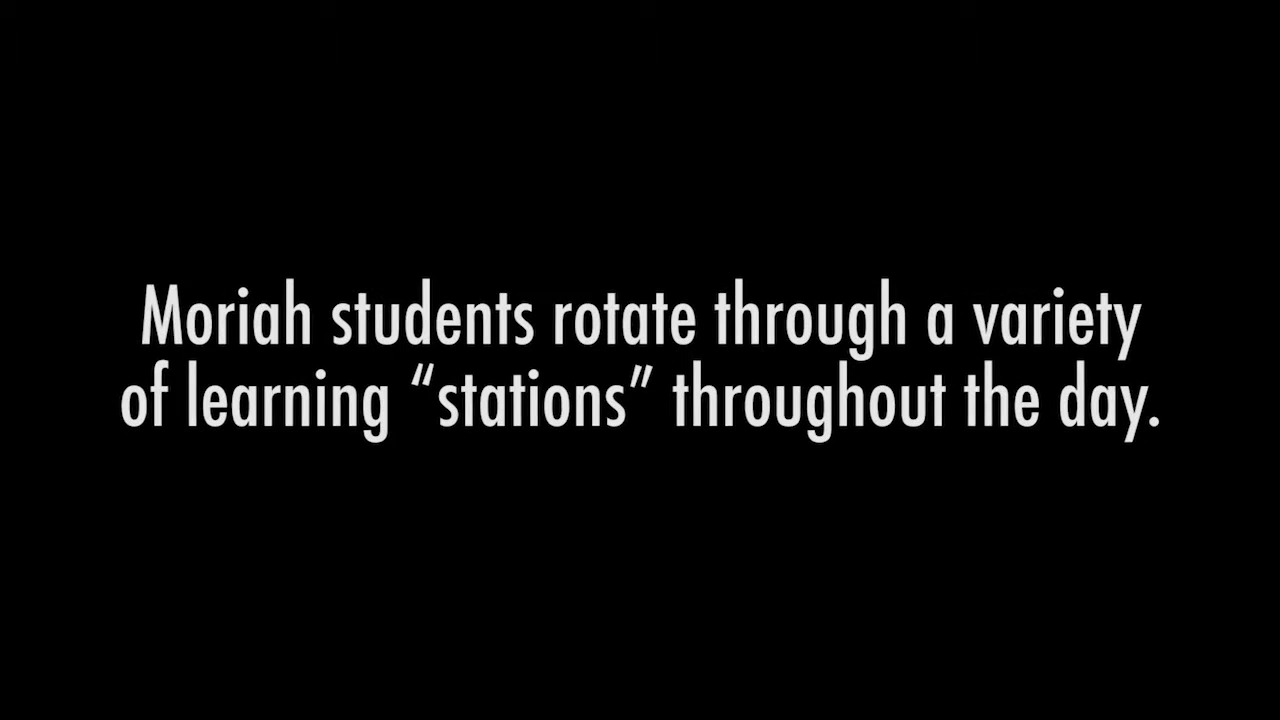 Moriah students rotate through a variety
of learning “stations” throughout the day.